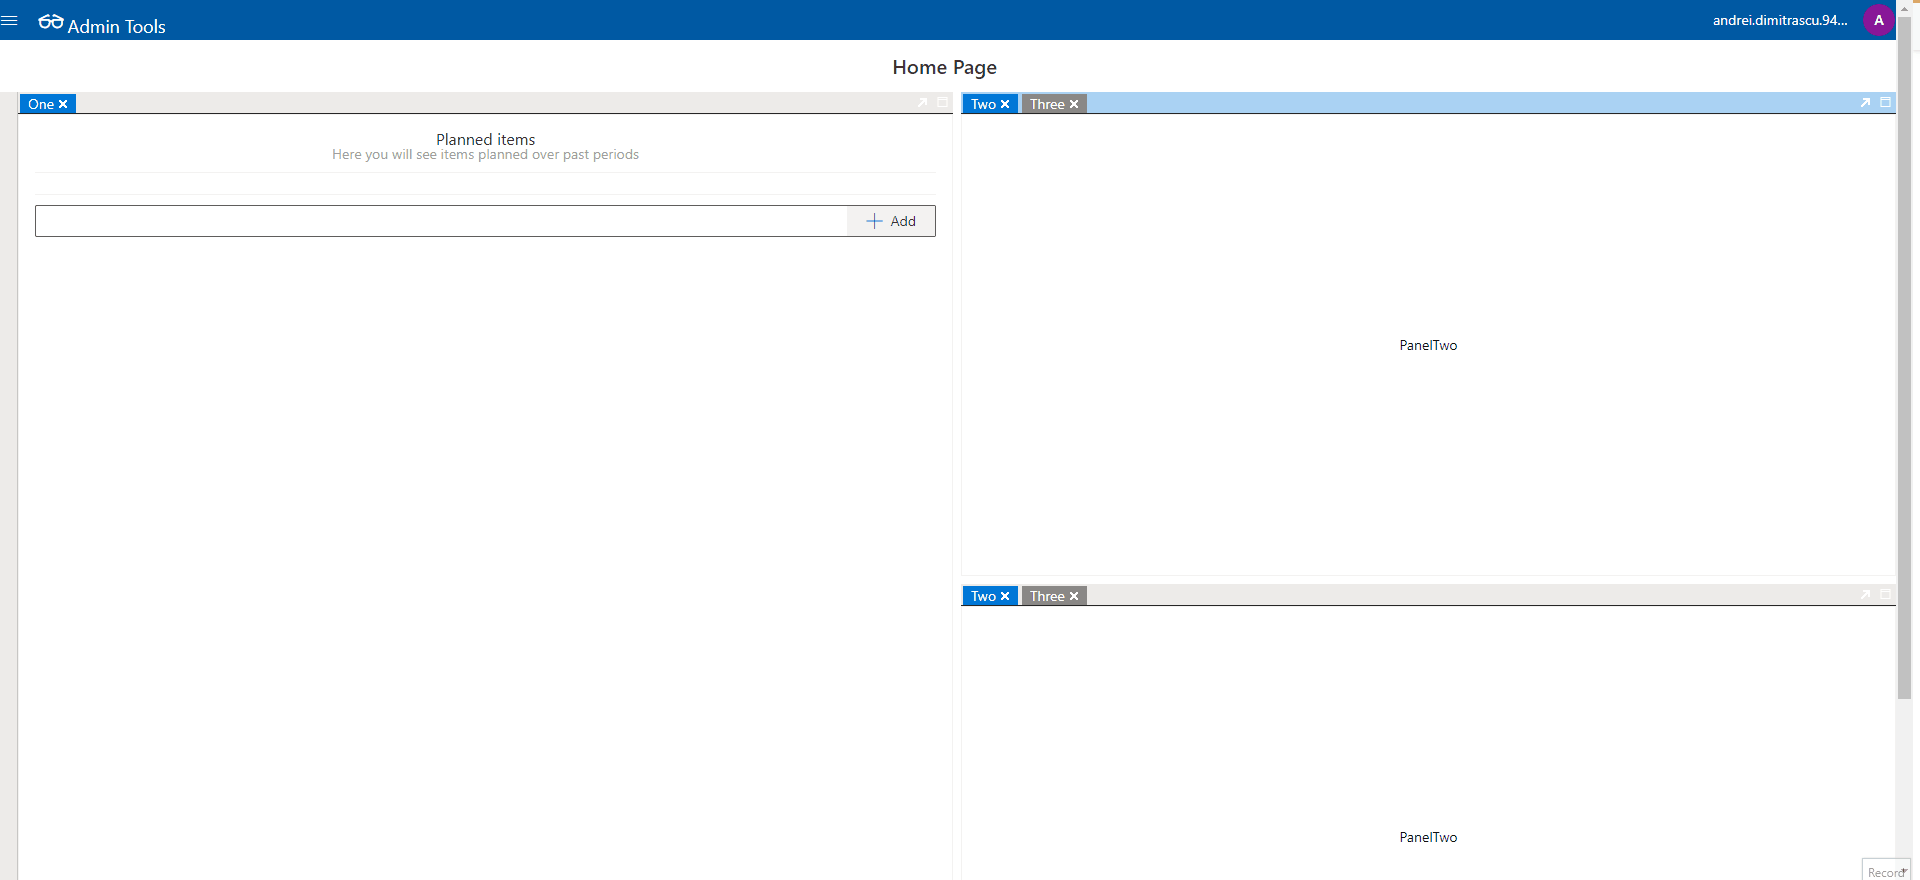 Admin Tools
andrei.dimitrascu.94...
A
Home Page
One
Planned items
Here you will see items planned over past periods
Add
Two
Three
PanelTwo
Two
Three
PanelTwo
Record